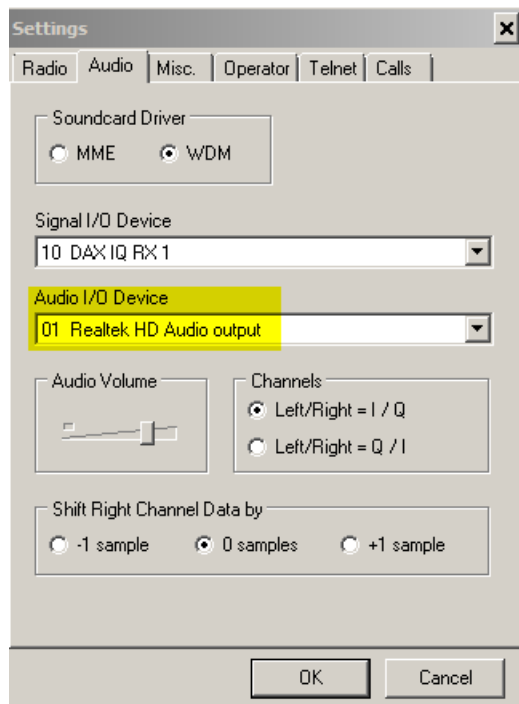 Settings
Radio Audio Misc. Operator Telnet Calls
Soundcard Driver
MME WDM
Signal I/O Device
10 DAX IQ RX 1
Audio I/O Device
01 Realtek HD Audio output
Audio Volume
Channels
Left/Right = I / Q
Left/Right = Q / I
Shift Right Channel Data by
-1 sample 0 samples +1 sample
OK Cancel